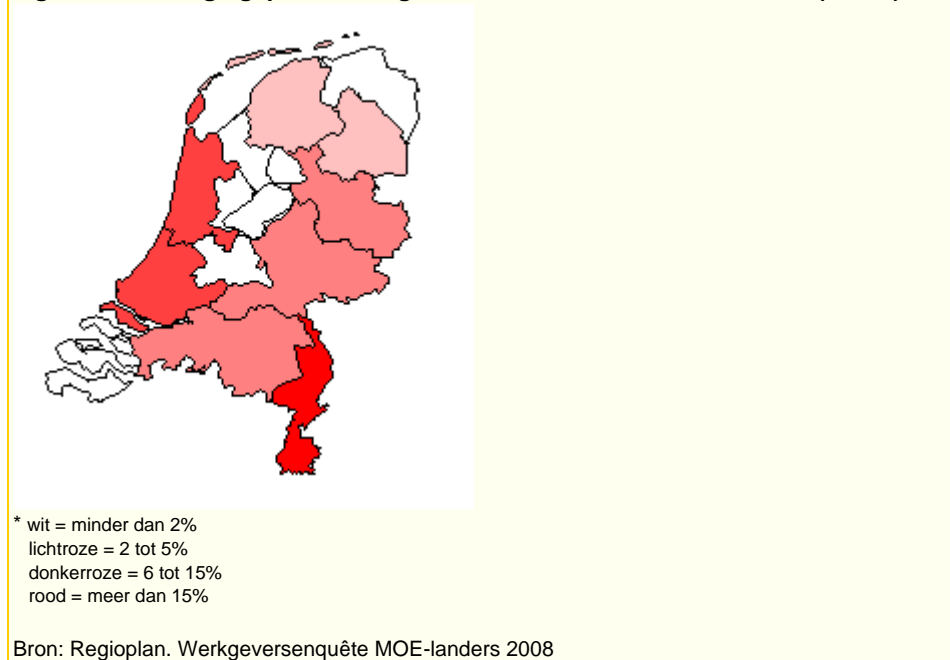 * wit = minder dan 2%
lichtroze = 2 tot 5%
donkerroze = 6 tot 15%
rood = meer dan 15%
Bron: Regioplan. Werkgeversenquête MOE-landers 2008